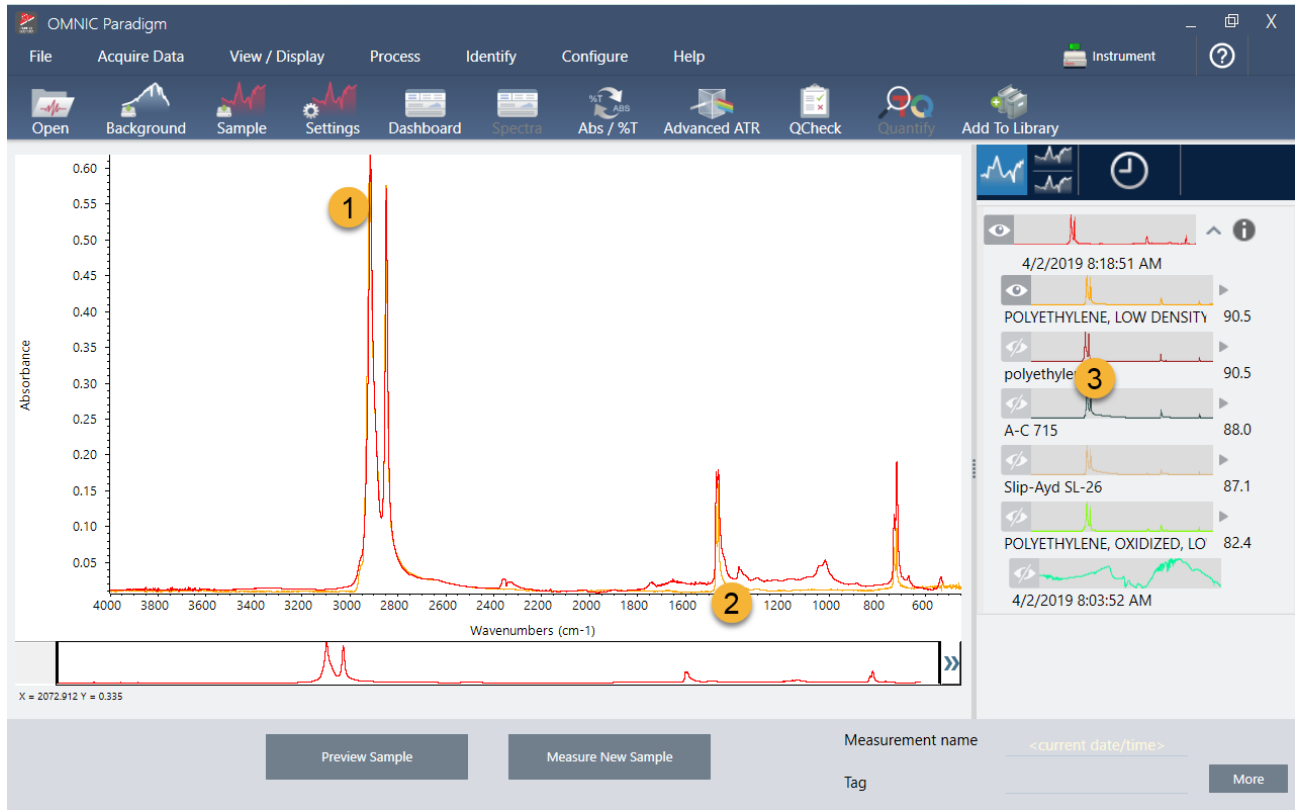 OMNIC Paradigm
File Acquire Data View / Display Process Identify Configure Help Instrument
%T ABS
Open Background Sample Settings Dashboard Spectra Abs / %T Advanced ATR QCheck Quantify Add To Library
0.60
0.55
0.50
0.45
0.40
0.35
0.30
0.25
0.20
0.15
0.10
0.05
Absorbance
1
2
4000 3800 3600 3400 3200 3000 2800 2600 2400 2200 2000 1800 1600 1400 1200 1000 800 600
Wavenumbers (cm-1)
X = 2072.912 Y = 0.335
4/2/2019 8:18:51 AM
POLYETHYLENE, LOW DENSITY 90.5
polyethyle 90.5
3
A-C 715 88.0
Slip-Ayd SL-26 87.1
POLYETHYLENE, OXIDIZED, LO 82.4
4/2/2019 8:03:52 AM
Preview Sample Measure New Sample
Measurement name <current date/time>
Tag
More